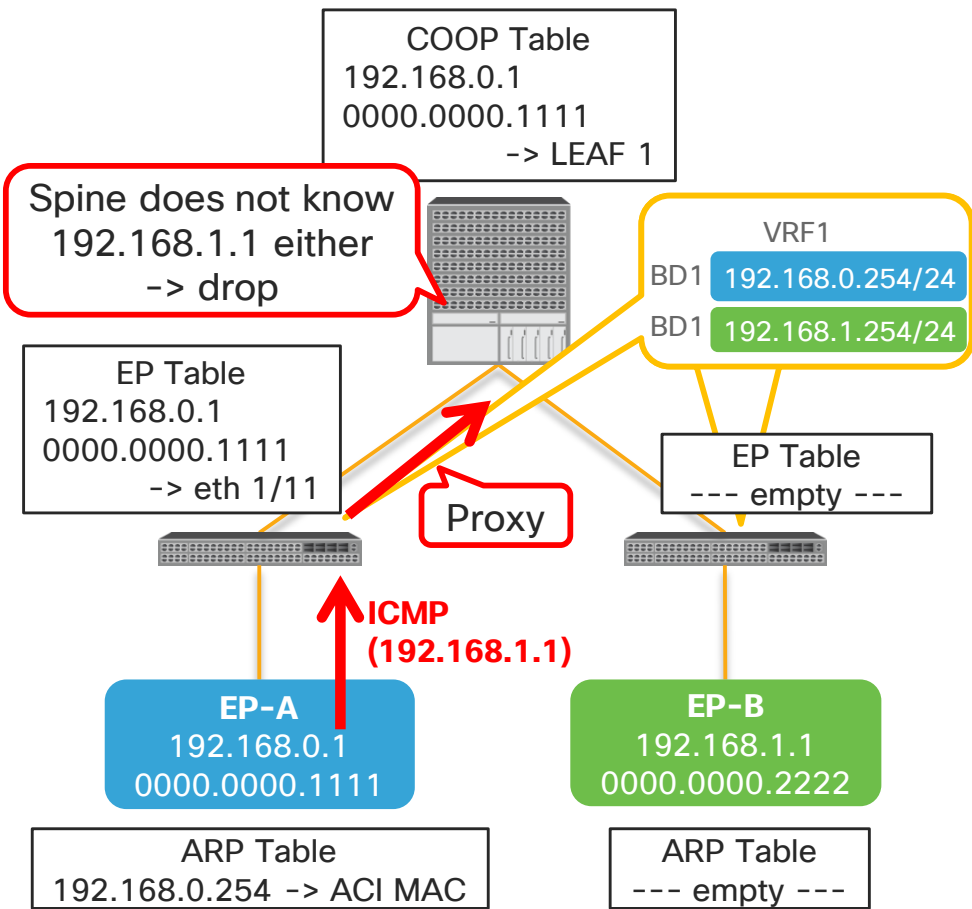 COOP Table
192.168.0.1
0000.0000.1111
-> LEAF 1
Spine does not know
192.168.1.1 either
-> drop
VRF1
BD1 192.168.0.254/24
BD1 192.168.1.254/24
EP Table
192.168.0.1
0000.0000.1111
-> eth 1/11
Proxy
EP Table
--- empty ---
ICMP
(192.168.1.1)
EP-A
192.168.0.1
0000.0000.1111
EP-B
192.168.1.1
0000.0000.2222
ARP Table
192.168.0.254 -> ACI MAC
ARP Table
--- empty ---